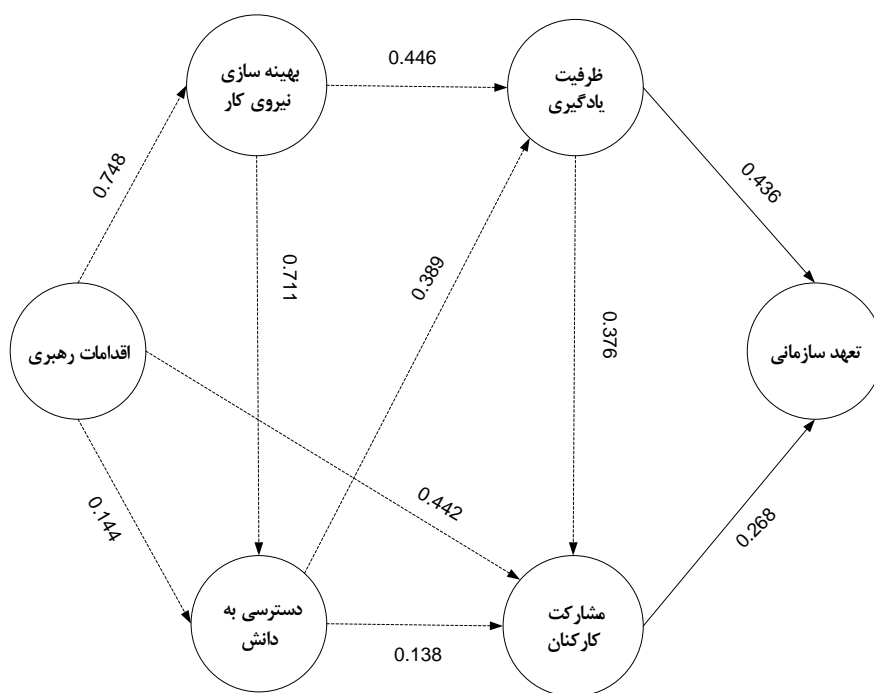 بهینه سازی
نیروی کار
0.446
ظرفیت
یادگیری
0.748
0.711
0.389
0.436
0.376
اقدامات رهبری
تعهد سازمانی
0.144
0.442
0.268
دسترسی به
دانش
0.138
مشارکت
کارکنان